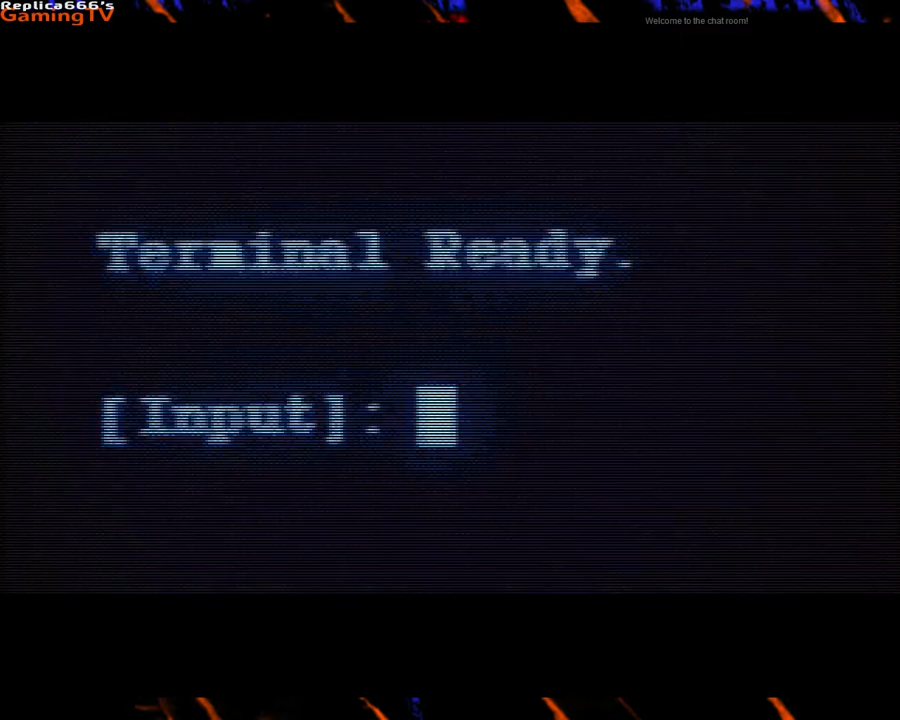 Replica666's
GamingTV
Welcome to the chat room!
Terminal Ready.
[Input]: